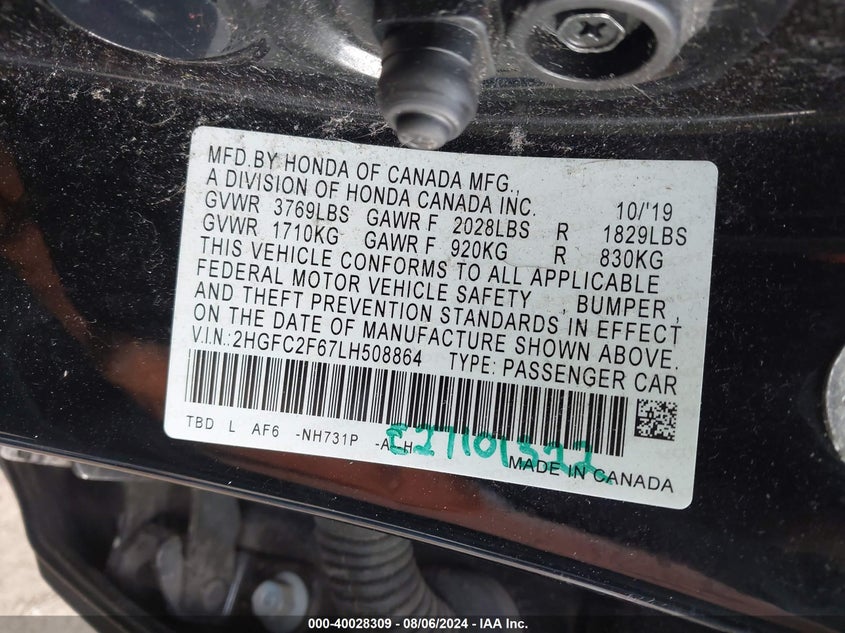 MFD.BY HONDA OF CANADA MFG.,
A DIVISION OF HONDA CANADA INC. 10/'19
GVWR 3769LBS GAWR F 2028LBS R 1829LBS
GVWR 1710KG GAWR F 920KG R 830KG
THIS VEHICLE CONFORMS TO ALL APPLICABLE
FEDERAL MOTOR VEHICLE SAFETY , BUMPER ,
AND THEFT PREVENTION STANDARDS IN EFFECT
ON THE DATE OF MANUFACTURE SHOWN ABOVE.
V.I.N.:2HGFC2F67LH508864 TYPE: PASSENGER CAR
TBD L AF6 -NH731P
MADE IN CANADA
000-40028309 - 08/06/2024 - IAA Inc.